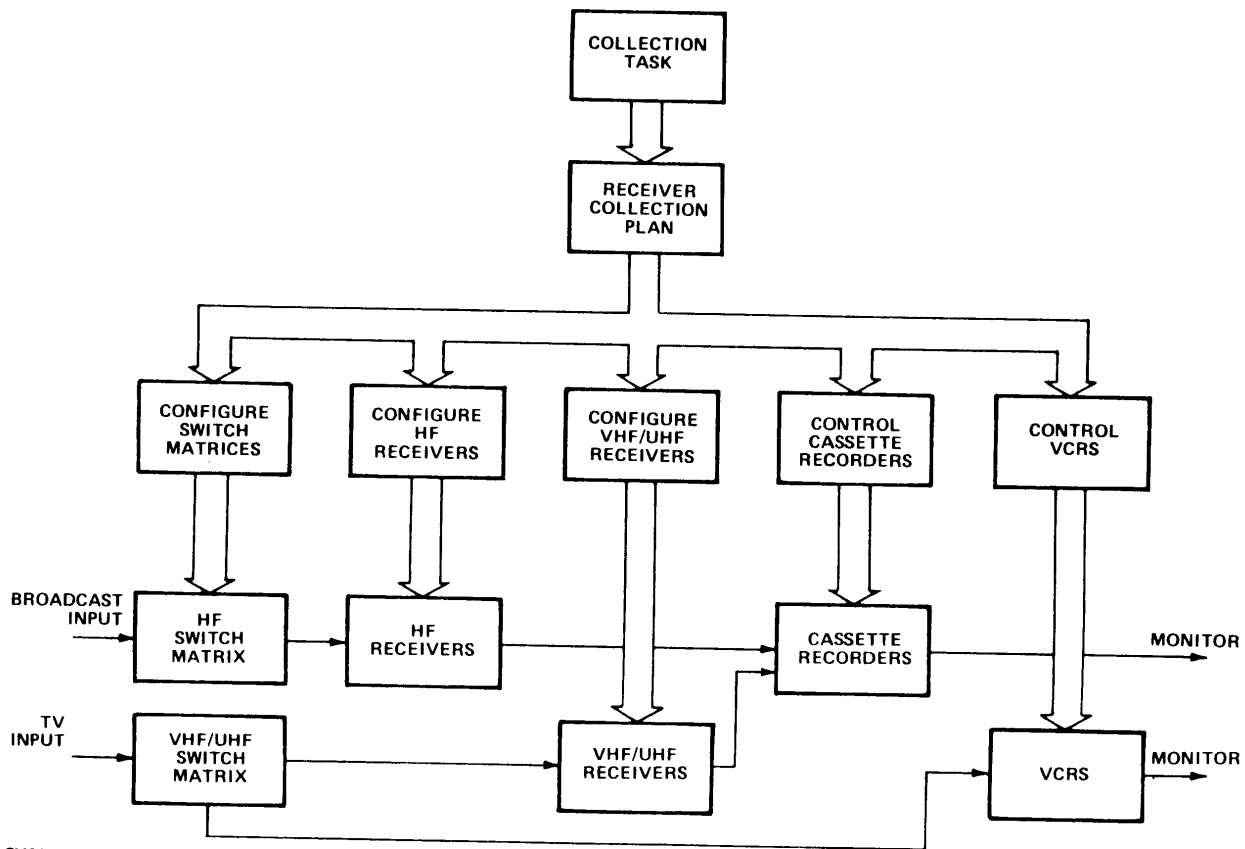 COLLECTION
TASK
RECEIVER
COLLECTION
PLAN
CONFIGURE
SWITCH
MATRICES
CONFIGURE
HF
RECEIVERS
CONFIGURE
VHF/UHF
RECEIVERS
CONTROL
CASSETTE
RECORDERS
CONTROL
VCRS
BROADCAST
INPUT
HF
SWITCH
MATRIX
HF
RECEIVERS
CASSETTE
RECORDERS
MONITOR
TV
INPUT
VHF/UHF
SWITCH
MATRIX
VHF/UHF
RECEIVERS
VCRS
MONITOR